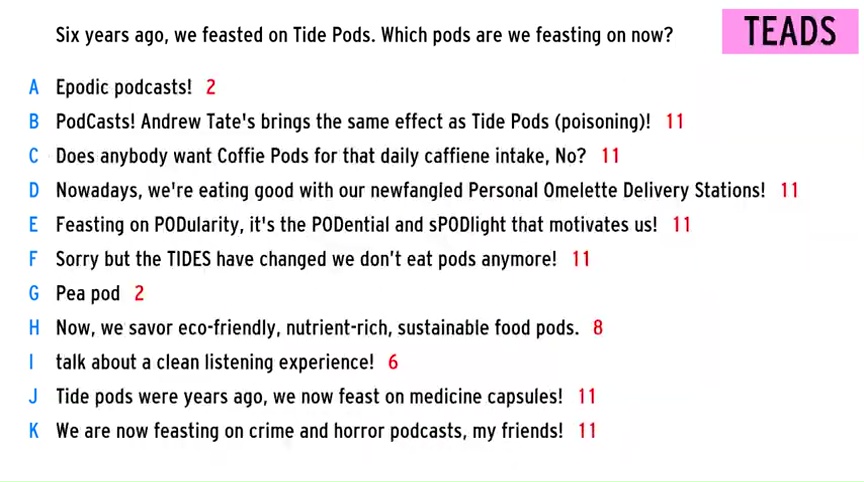 Six years ago, we feasted on Tide Pods. Which pods are we feasting on now?
TEADS
A Epodic podcasts! 2
B PodCasts! Andrew Tate's brings the same effect as Tide Pods (poisoning)! 11
C Does anybody want Coffie Pods for that daily caffiene intake, No? 11
D Nowadays, we're eating good with our newfangled Personal Omelette Delivery Stations! 11
E Feasting on PODularity, it's the PODential and sPODlight that motivates us! 11
F Sorry but the TIDES have changed we don't eat pods anymore! 11
G Pea pod 2
H Now, we savor eco-friendly, nutrient-rich, sustainable food pods. 8
I talk about a clean listening experience! 6
J Tide pods were years ago, we now feast on medicine capsules! 11
K We are now feasting on crime and horror podcasts, my friends! 11